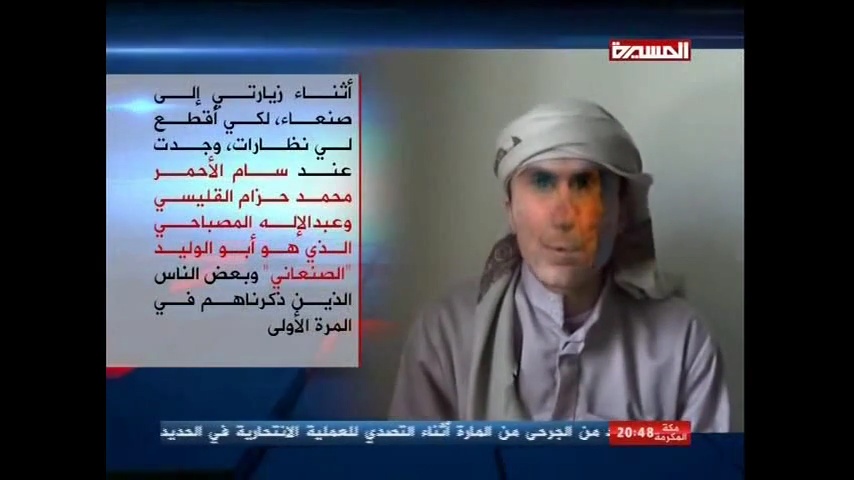 المسيرة
أثناء زيارتي إلى
صنعاء، لكي أقطع
لي نظارات، وجدت
عند سام الأحمر
محمد حزام القليسي
وعبدالإله المصباحي
الذي هو أبو الوليد
"الصنعاني" وبعض الناس
الذين ذكرناهم في
المرة الأولى
مكة
المكرمة
20:48
د من الجرحى من المارة أثناء التصدي للعملية الانتحارية في الحديد